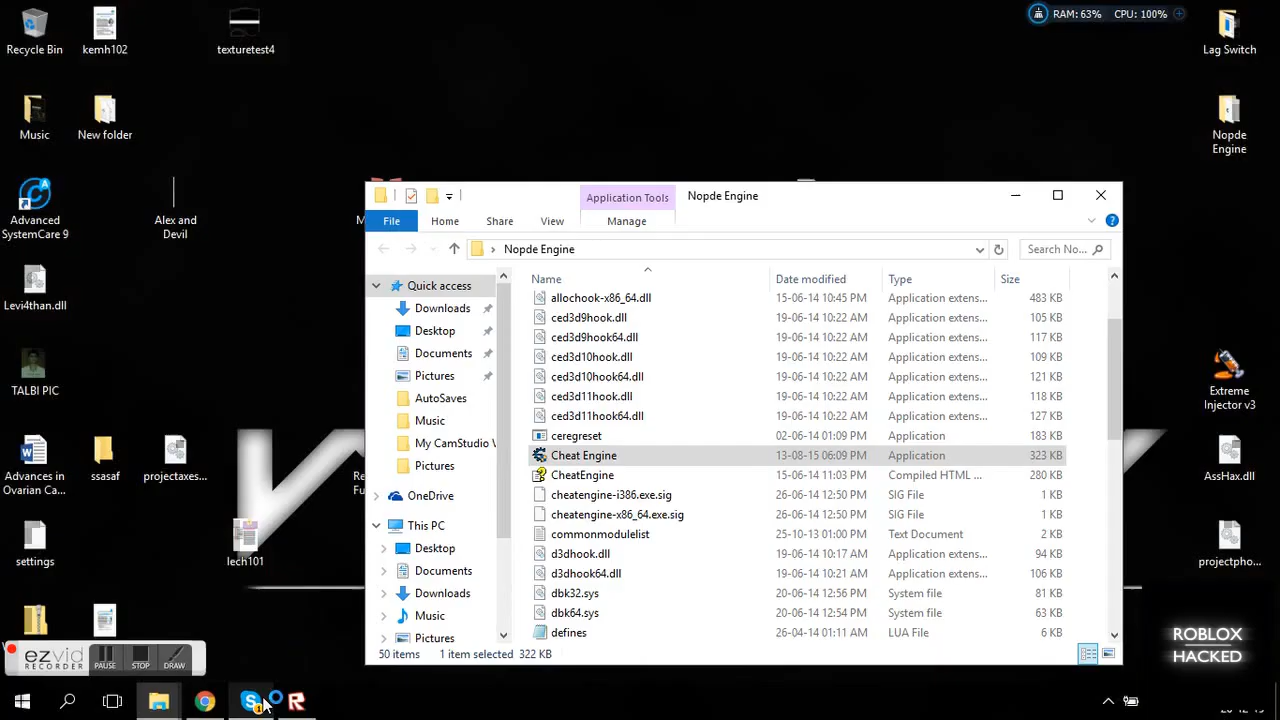 RAM: 63% CPU: 100%
Recycle Bin
kemh102
texturetest4
Lag Switch
Music
New folder
Nopde
Engine
Advanced
SystemCare 9
Alex and
Devil
Levi4than.dll
TALBI PIC
Extreme
Injector v3
Advances in
Ovarian Ca...
ssasaf
projectaxes...
AssHax.dll
settings
lech101
projectpho...
Application Tools
Nopde Engine
File
Home
Share
View
Manage
Nopde Engine
Search No...
Name
Date modified
Type
Size
Quick access
Downloads
Desktop
Documents
Pictures
AutoSaves
Music
My CamStudio
Pictures
OneDrive
This PC
Desktop
Documents
Downloads
Music
Pictures
allochook-x86_64.dll 15-06-14 10:45 PM Application extens... 483 KB
ced3d9hook.dll 19-06-14 10:22 AM Application extens... 105 KB
ced3d9hook64.dll 19-06-14 10:22 AM Application extens... 117 KB
ced3d10hook.dll 19-06-14 10:22 AM Application extens... 109 KB
ced3d10hook64.dll 19-06-14 10:22 AM Application extens... 121 KB
ced3d11hook.dll 19-06-14 10:22 AM Application extens... 118 KB
ced3d11hook64.dll 19-06-14 10:22 AM Application extens... 127 KB
ceregreset 02-06-14 01:09 PM Application 183 KB
Cheat Engine 13-08-15 06:09 PM Application 323 KB
CheatEngine 15-06-14 11:03 PM Compiled HTML ... 280 KB
cheatengine-i386.exe.sig 26-06-14 12:50 PM SIG File 1 KB
cheatengine-x86_64.exe.sig 26-06-14 12:50 PM SIG File 1 KB
commonmodulelist 25-10-13 01:00 PM Text Document 2 KB
d3dhook.dll 19-06-14 10:17 AM Application extens... 94 KB
d3dhook64.dll 19-06-14 10:21 AM Application extens... 106 KB
dbk32.sys 20-06-14 12:56 PM System file 81 KB
dbk64.sys 20-06-14 12:54 PM System file 63 KB
defines 26-04-14 01:11 AM LUA File 6 KB
50 items 1 item selected 322 KB
ezvid
RECORDER
PAUSE
STOP
DRAW
ROBLOX
HACKED